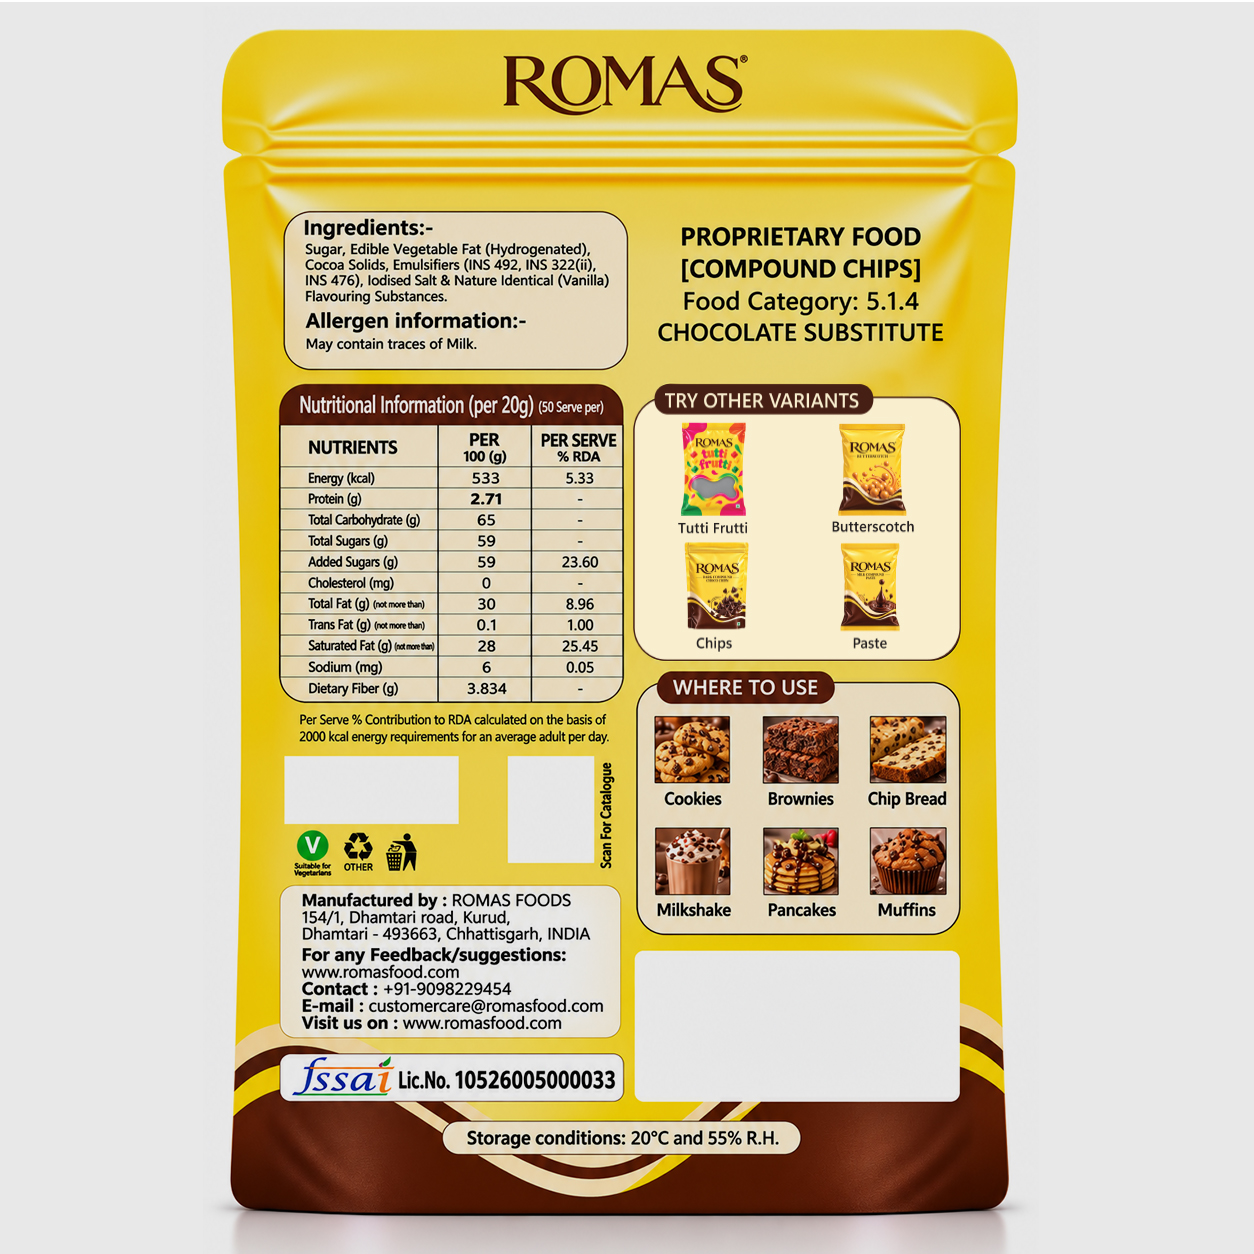 ROMAS®
Ingredients:-
Sugar, Edible Vegetable Fat (Hydrogenated),
Cocoa Solids, Emulsifiers (INS 492, INS 322(ii),
INS 476), Iodised Salt & Nature Identical (Vanilla)
Flavouring Substances.
Allergen information:-
May contain traces of Milk.
PROPRIETARY FOOD
[COMPOUND CHIPS]
Food Category: 5.1.4
CHOCOLATE SUBSTITUTE
Nutritional Information (per 20g) (50 Serve per)
NUTRIENTS PER 100 (g) PER SERVE % RDA
Energy (kcal) 533 5.33
Protein (g) 2.71 -
Total Carbohydrate (g) 65 -
Total Sugars (g) 59 -
Added Sugars (g) 59 23.60
Cholesterol (mg) 0 -
Total Fat (g) (not more than) 30 8.96
Trans Fat (g) (not more than) 0.1 1.00
Saturated Fat (g) (not more than) 28 25.45
Sodium (mg) 6 0.05
Dietary Fiber (g) 3.834 -
Per Serve % Contribution to RDA calculated on the basis of
2000 kcal energy requirements for an average adult per day.
TRY OTHER VARIANTS
ROMAS
tutti
frutti
ROMAS
BUTTERSCOTCH
Tutti Frutti
Butterscotch
ROMAS
ROMAS
Chips
Paste
WHERE TO USE
Cookies
Brownies
Chip Bread
Milkshake
Pancakes
Muffins
Scan For Catalogue
V
Suitable for
Vegetarians
OTHER
Manufactured by : ROMAS FOODS
154/1, Dhamtari road, Kurud,
Dhamtari - 493663, Chhattisgarh, INDIA
For any Feedback/suggestions:
www.romasfood.com
Contact : +91-9098229454
E-mail : customercare@romasfood.com
Visit us on : www.romasfood.com
fssai Lic.No. 10526005000033
Storage conditions: 20°C and 55% R.H.